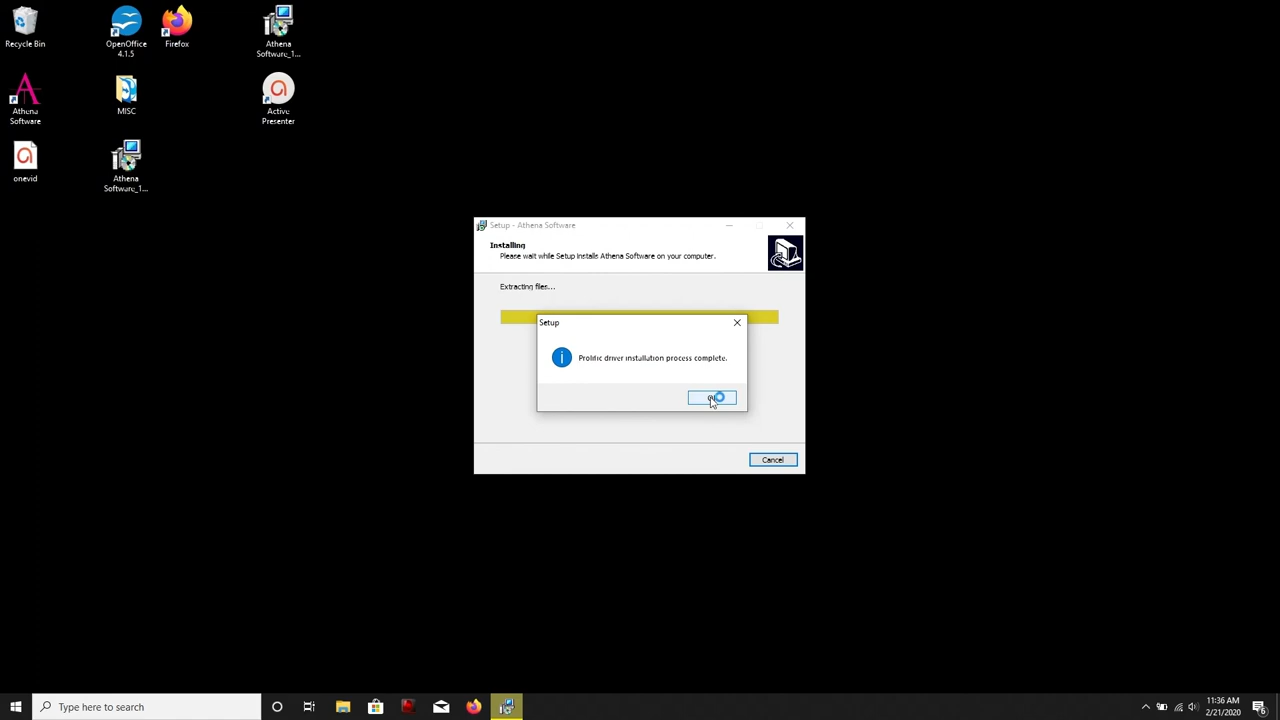 Recycle Bin
OpenOffice
4.1.5
Firefox
Athena
Software_1...
Athena
Software
MISC
Active
Presenter
onevid
Athena
Software_1...
Setup - Athena Software
Installing
Please wait while Setup installs Athena Software on your computer.
Extracting files...
Setup
Prolific driver installation process complete.
Cancel
Type here to search
11:36 AM
2/21/2020
6